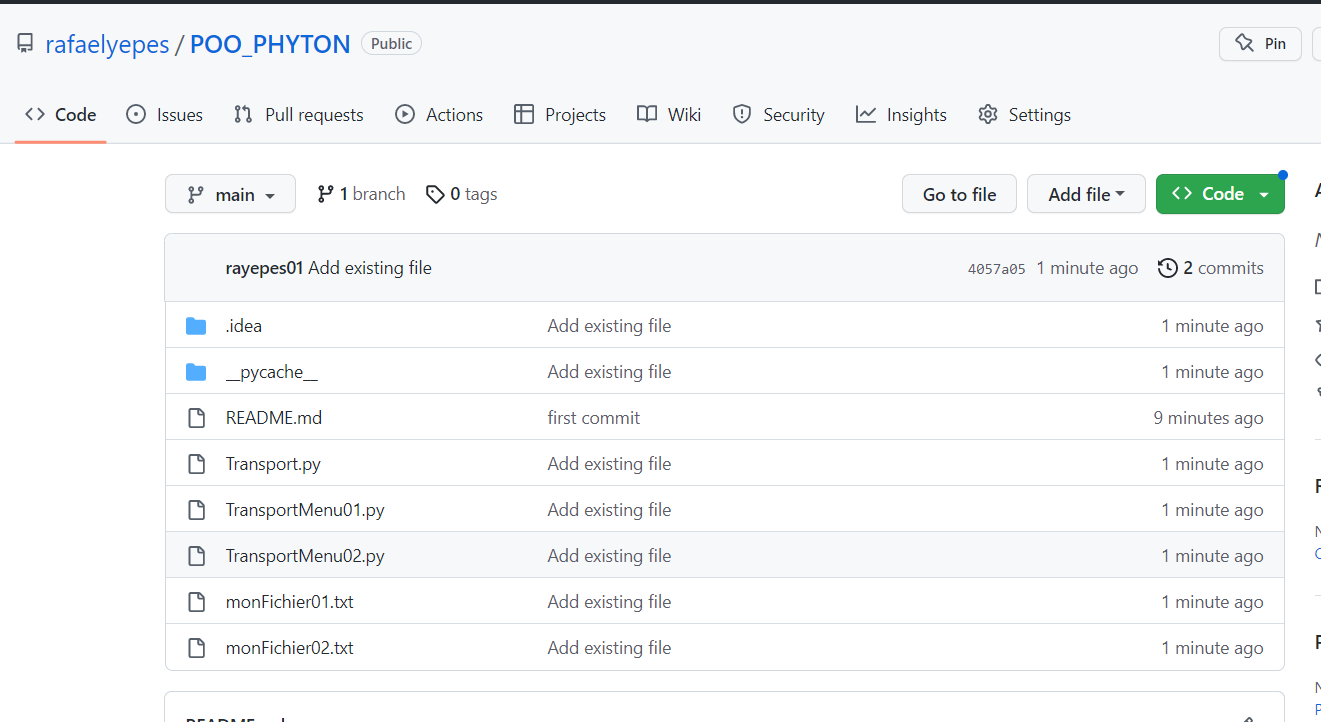 rafaelyepes / POO_PHYTON Public Pin
Code Issues Pull requests Actions Projects Wiki Security Insights Settings
main 1 branch 0 tags Go to file Add file Code
rayepes01 Add existing file 4057a05 1 minute ago 2 commits
.idea Add existing file 1 minute ago
__pycache__ Add existing file 1 minute ago
README.md first commit 9 minutes ago
Transport.py Add existing file 1 minute ago
TransportMenu01.py Add existing file 1 minute ago
TransportMenu02.py Add existing file 1 minute ago
monFichier01.txt Add existing file 1 minute ago
monFichier02.txt Add existing file 1 minute ago